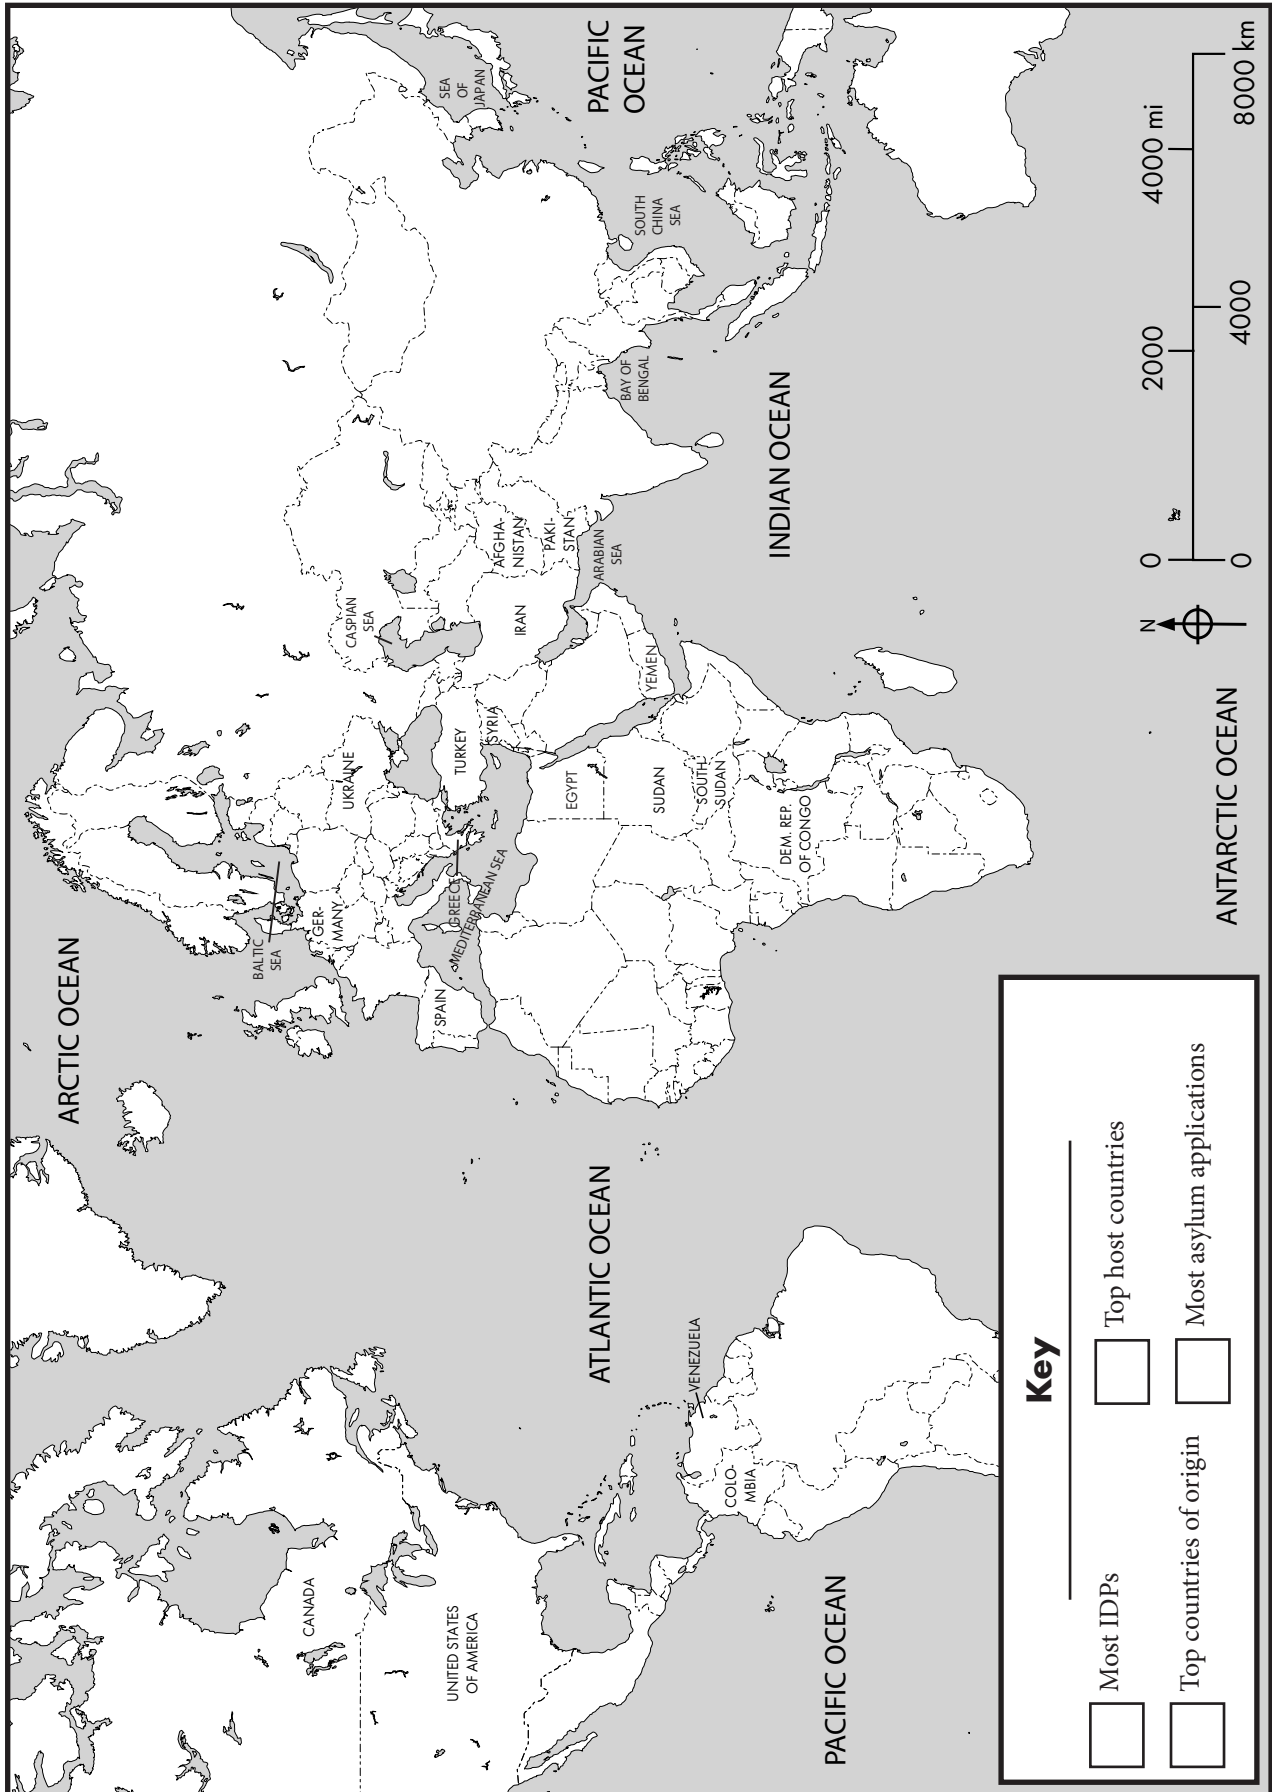 ARCTIC OCEAN
BALTIC
SEA
CANADA
UNITED STATES
OF AMERICA
ATLANTIC OCEAN
PACIFIC OCEAN
VENEZUELA
COLO-
MBIA
GER-
MANY
SPAIN
GREECE
MEDITERRANEAN SEA
UKRAINE
TURKEY
SYRIA
CASPIAN
SEA
IRAN
AFGHA-
NISTAN
PAKI-
STAN
ARABIAN
SEA
EGYPT
SUDAN
SOUTH
SUDAN
YEMEN
DEM. REP.
OF CONGO
BAY OF
BENGAL
SOUTH
CHINA
SEA
SEA
OF
JAPAN
PACIFIC
OCEAN
INDIAN OCEAN
ANTARCTIC OCEAN
N
0 2000 4000 mi
0 4000 8000 km
Key
Most IDPs
Top host countries
Top countries of origin
Most asylum applications